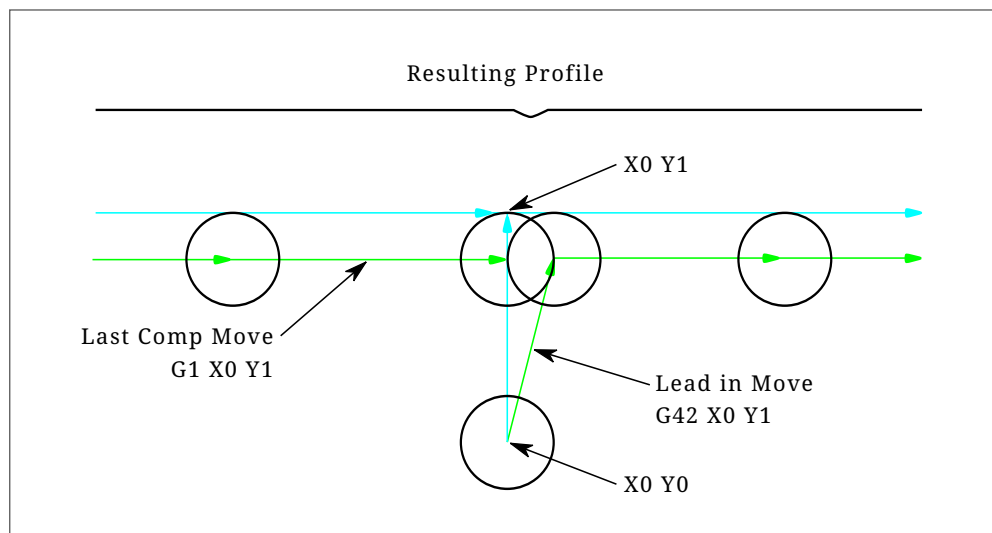 Resulting Profile
X0 Y1
Last Comp Move
G1 X0 Y1
Lead in Move
G42 X0 Y1
X0 Y0